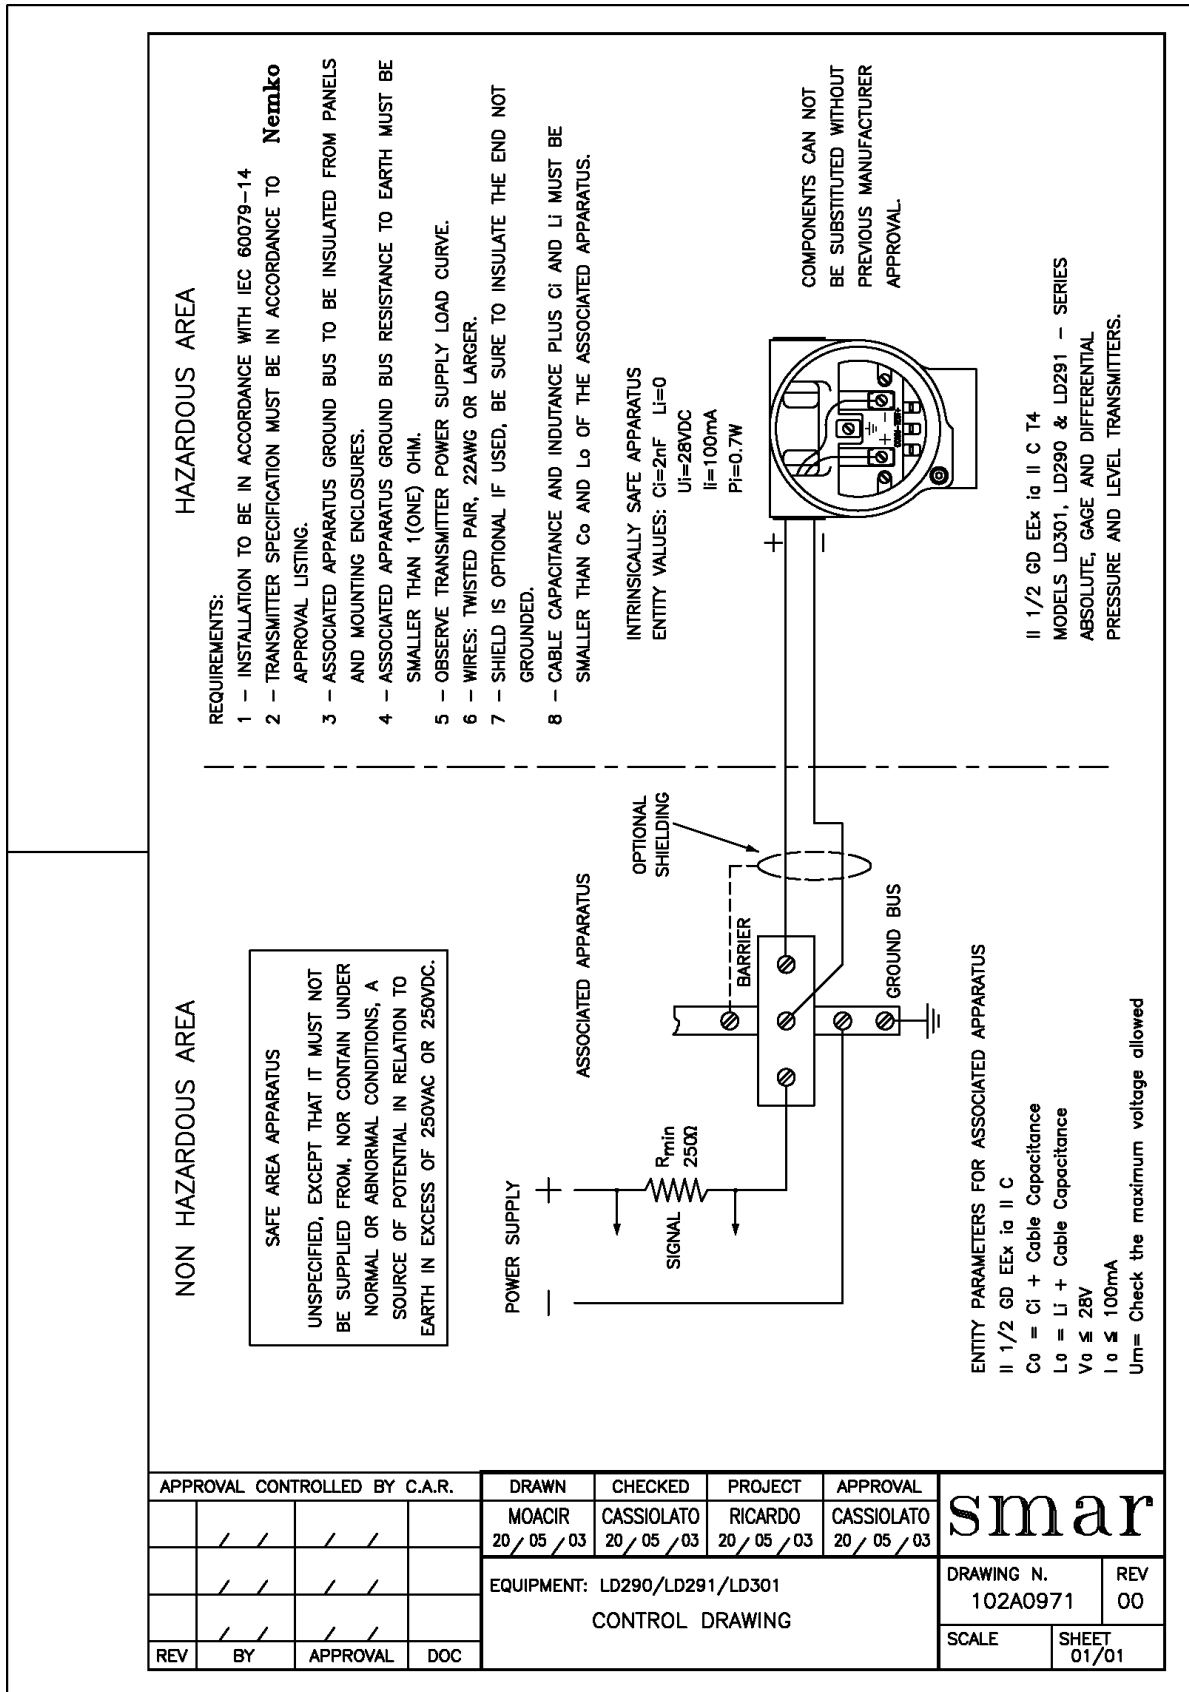 NON HAZARDOUS AREA
SAFE AREA APPARATUS
UNSPECIFIED, EXCEPT THAT IT MUST NOT
BE SUPPLIED FROM, NOR CONTAIN UNDER
NORMAL OR ABNORMAL CONDITIONS, A
SOURCE OF POTENTIAL IN RELATION TO
EARTH IN EXCESS OF 250VAC OR 250VDC.
POWER SUPPLY
SIGNAL
Rmin
250Ω
ASSOCIATED APPARATUS
OPTIONAL
SHIELDING
BARRIER
GROUND BUS
ENTITY PARAMETERS FOR ASSOCIATED APPARATUS
II 1/2 GD EEx ia II C
Co = Ci + Cable Capacitance
Lo = Li + Cable Capacitance
Vo ≤ 28V
Io ≤ 100mA
Um= Check the maximum voltage allowed
HAZARDOUS AREA
REQUIREMENTS:
1 - INSTALLATION TO BE IN ACCORDANCE WITH IEC 60079-14
2 - TRANSMITTER SPECIFICATION MUST BE IN ACCORDANCE TO Nemko
APPROVAL LISTING.
3 - ASSOCIATED APPARATUS GROUND BUS TO BE INSULATED FROM PANELS
AND MOUNTING ENCLOSURES.
4 - ASSOCIATED APPARATUS GROUND BUS RESISTANCE TO EARTH MUST BE
SMALLER THAN 1(ONE) OHM.
5 - OBSERVE TRANSMITTER POWER SUPPLY LOAD CURVE.
6 - WIRES: TWISTED PAIR, 22AWG OR LARGER.
7 - SHIELD IS OPTIONAL IF USED, BE SURE TO INSULATE THE END NOT
GROUNDED.
8 - CABLE CAPACITANCE AND INDUTANCE PLUS Ci AND Li MUST BE
SMALLER THAN Co AND Lo OF THE ASSOCIATED APPARATUS.
INTRINSICALLY SAFE APPARATUS
ENTITY VALUES: Ci=2nF Li=0
Ui=28VDC
Ii=100mA
Pi=0.7W
COMPONENTS CAN NOT
BE SUBSTITUTED WITHOUT
PREVIOUS MANUFACTURER
APPROVAL.
II 1/2 GD EEx ia II C T4
MODELS LD301, LD290 & LD291 - SERIES
ABSOLUTE, GAGE AND DIFFERENTIAL
PRESSURE AND LEVEL TRANSMITTERS.
APPROVAL CONTROLLED BY C.A.R.
REV BY APPROVAL DOC
DRAWN CHECKED PROJECT APPROVAL
MOACIR CASSIOLATO RICARDO CASSIOLATO
20 / 05 / 03 20 / 05 / 03 20 / 05 / 03 20 / 05 / 03
EQUIPMENT: LD290/LD291/LD301
CONTROL DRAWING
smar
DRAWING N.
102A0971
REV
00
SCALE
SHEET
01/01